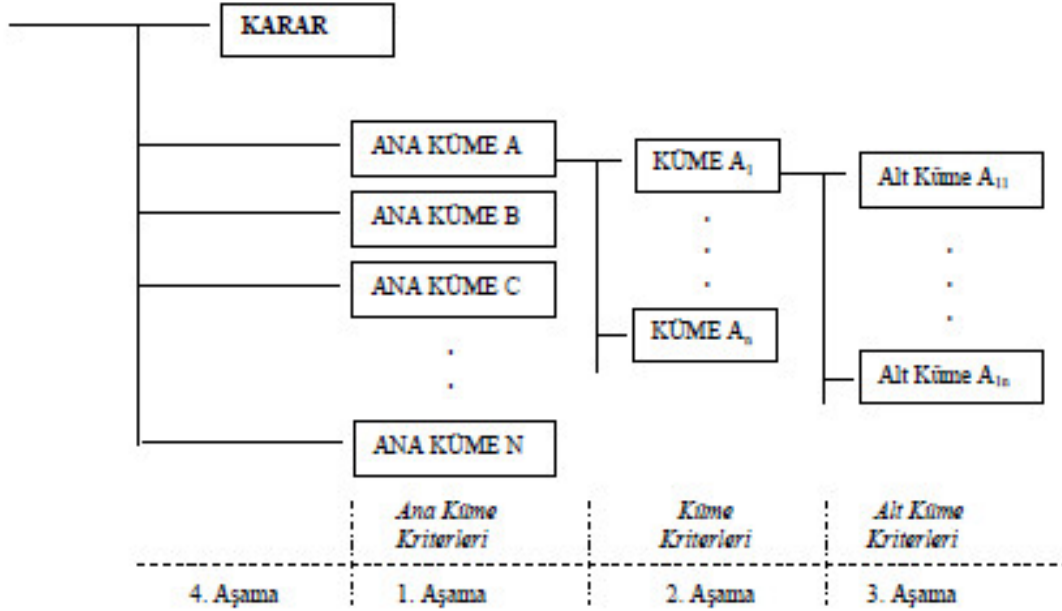 KARAR
ANA KÜME A
KÜME A₁
Alt Küme A₁₁
ANA KÜME B
ANA KÜME C
KÜME Aₙ
Alt Küme A₁ₙ
ANA KÜME N
Ana Küme
Kriterleri
Küme
Kriterleri
Alt Küme
Kriterleri
4. Aşama
1. Aşama
2. Aşama
3. Aşama